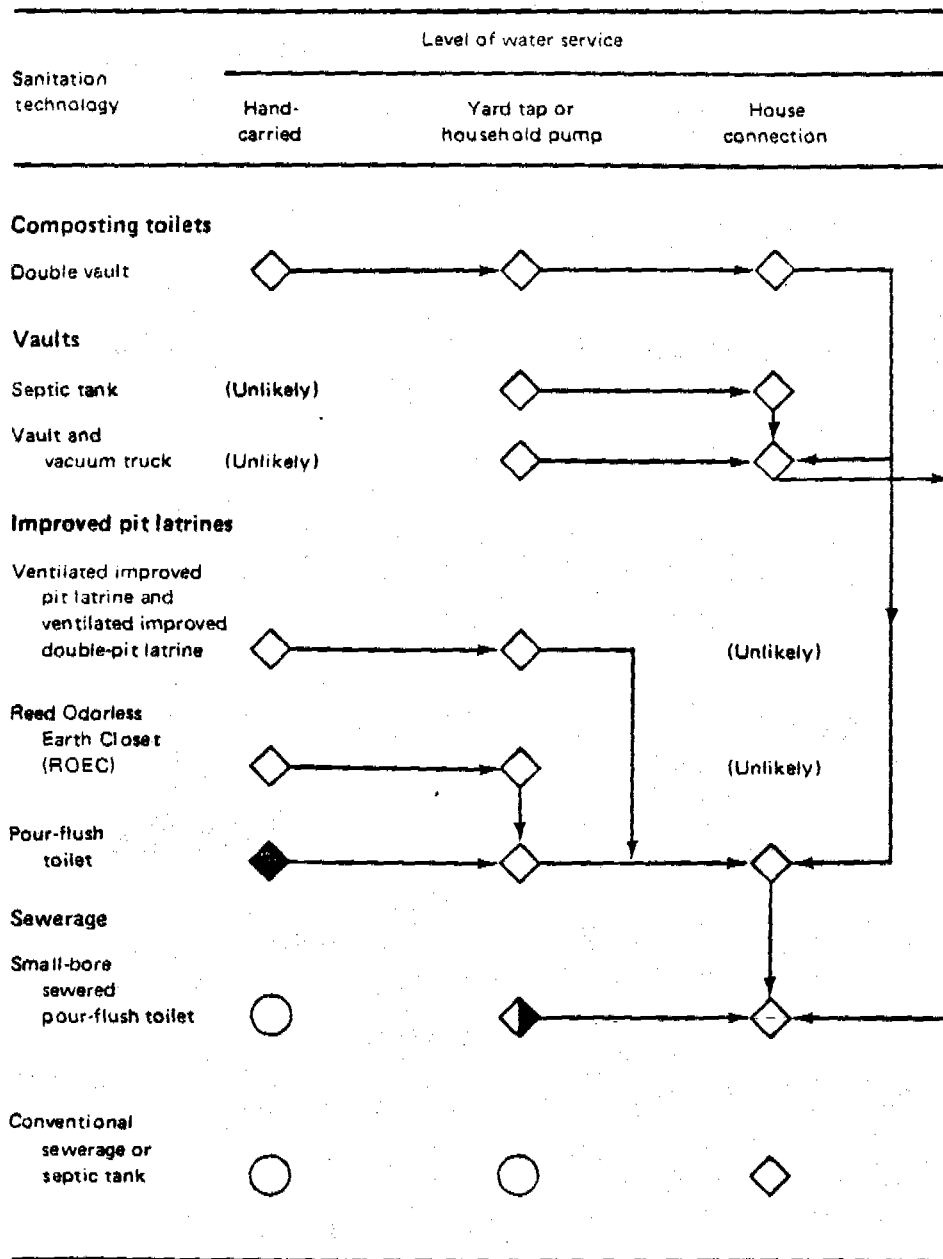 Level of water service
Sanitation
technology
Hand-
carried
Yard tap or
household pump
House
connection
Composting toilets
Double vault
Vaults
Septic tank (Unlikely)
Vault and
vacuum truck (Unlikely)
Improved pit latrines
Ventilated improved
pit latrine and
ventilated improved
double-pit latrine (Unlikely)
Reed Odorless
Earth Closet
(ROEC) (Unlikely)
Pour-flush
toilet
Sewerage
Small-bore
sewered
pour-flush toilet
Conventional
sewerage or
septic tank